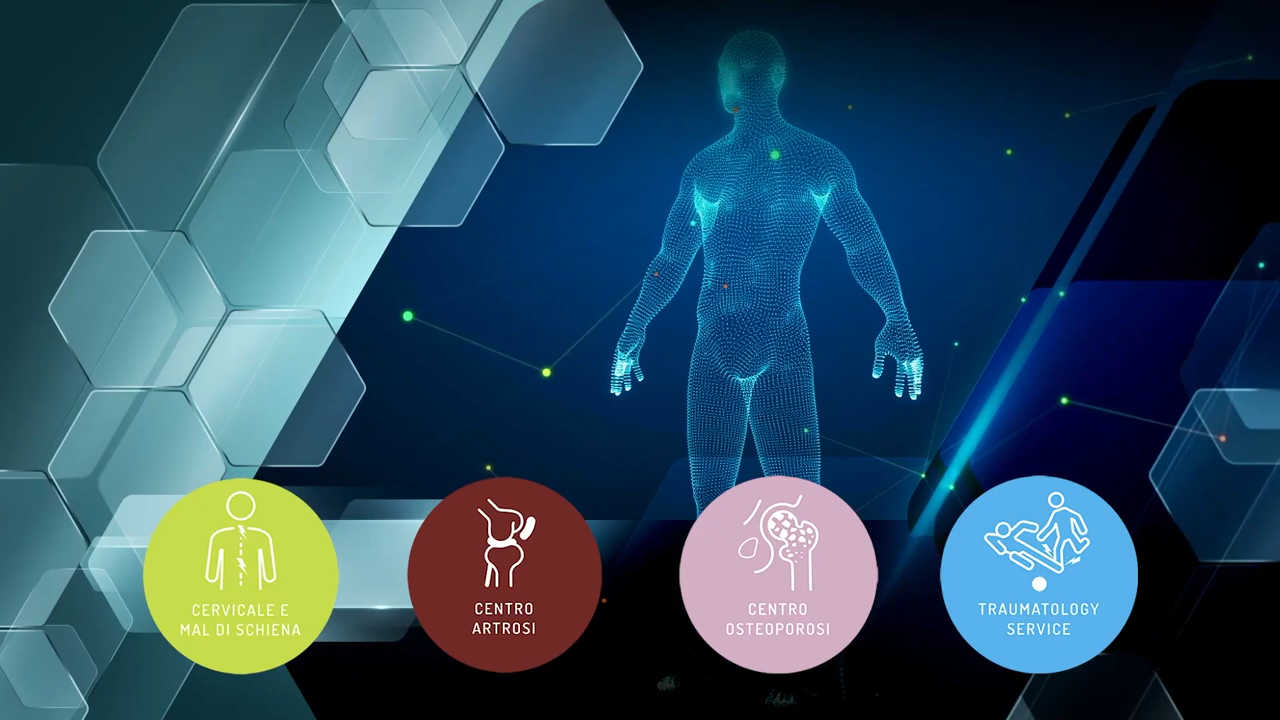 CERVICALE E
MAL DI SCHIENA
CENTRO
ARTROSI
CENTRO
OSTEOPOROSI
TRAUMATOLOGY
SERVICE